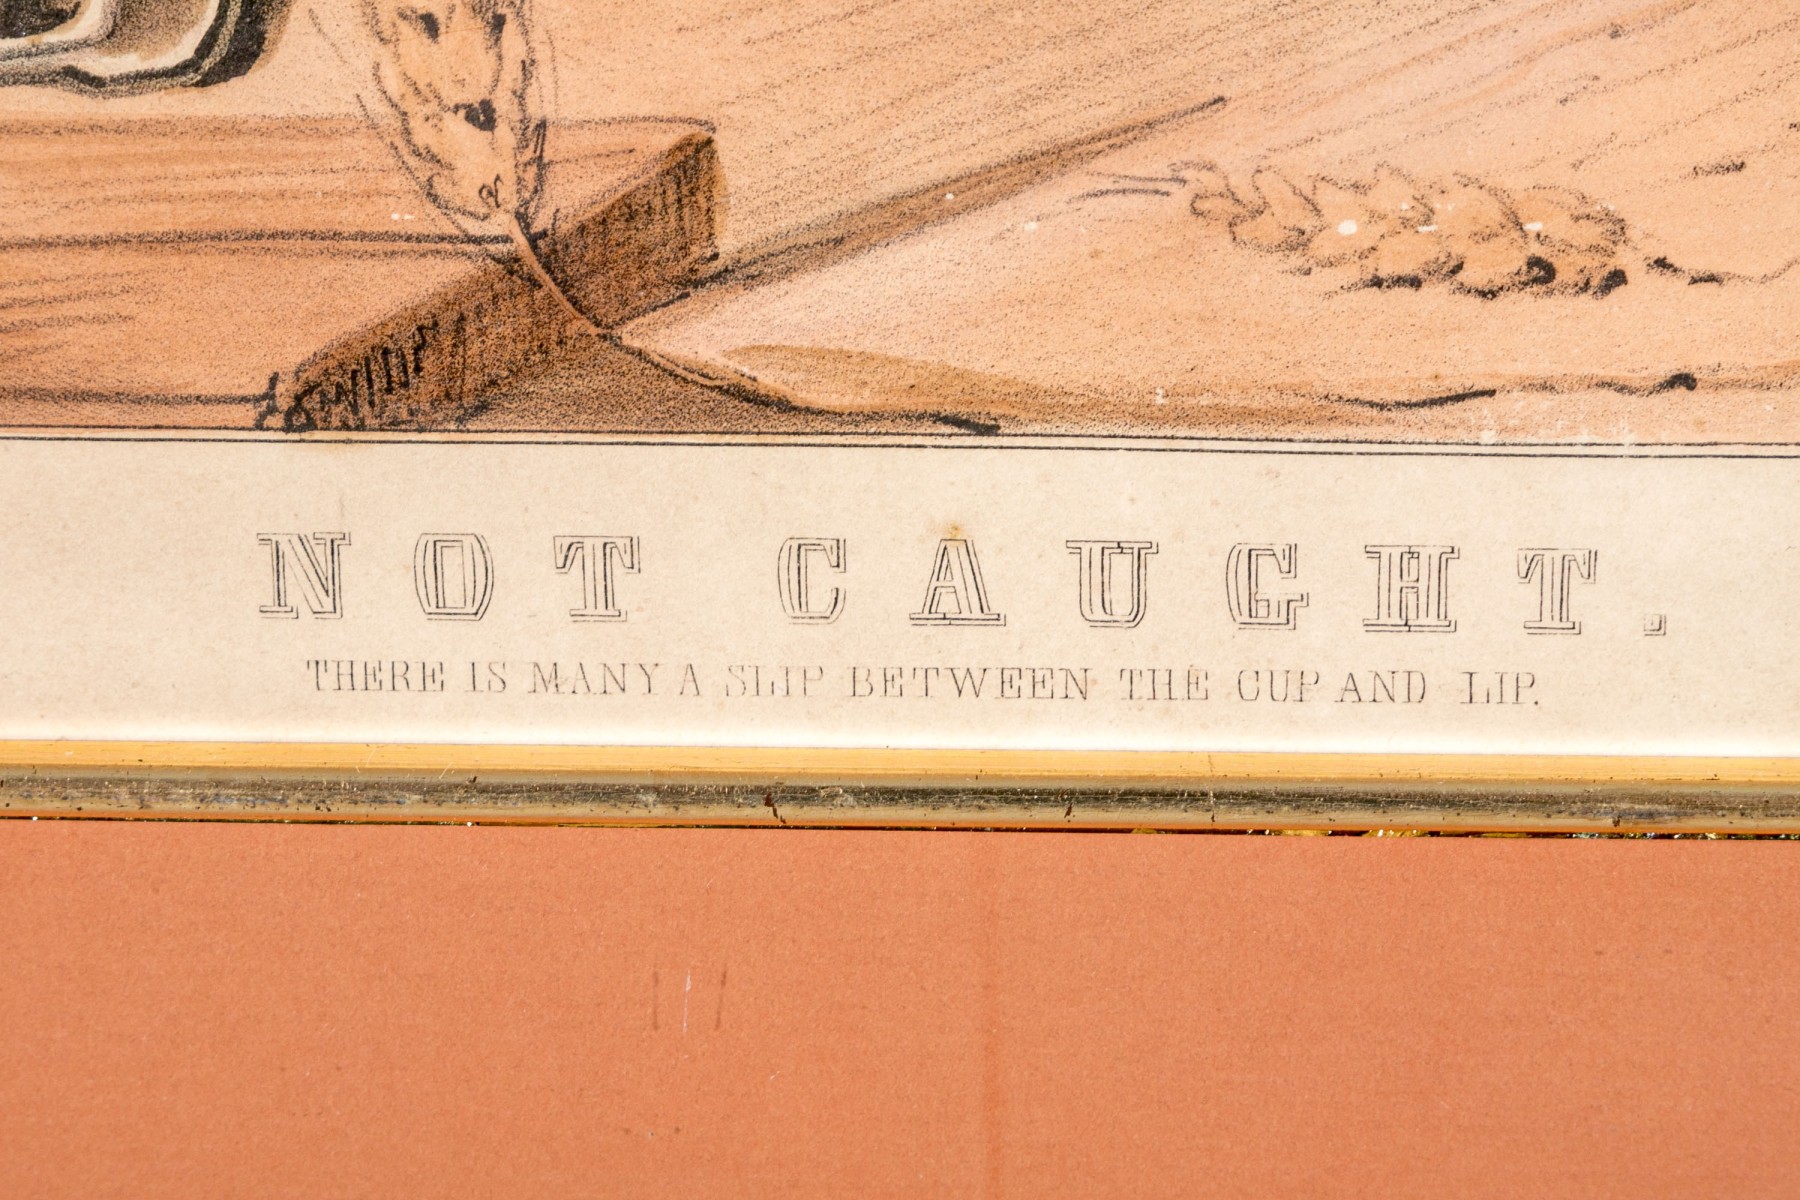 NOT CAUGHT.
THERE IS MANY A SLIP BETWEEN THE CUP AND LIP.